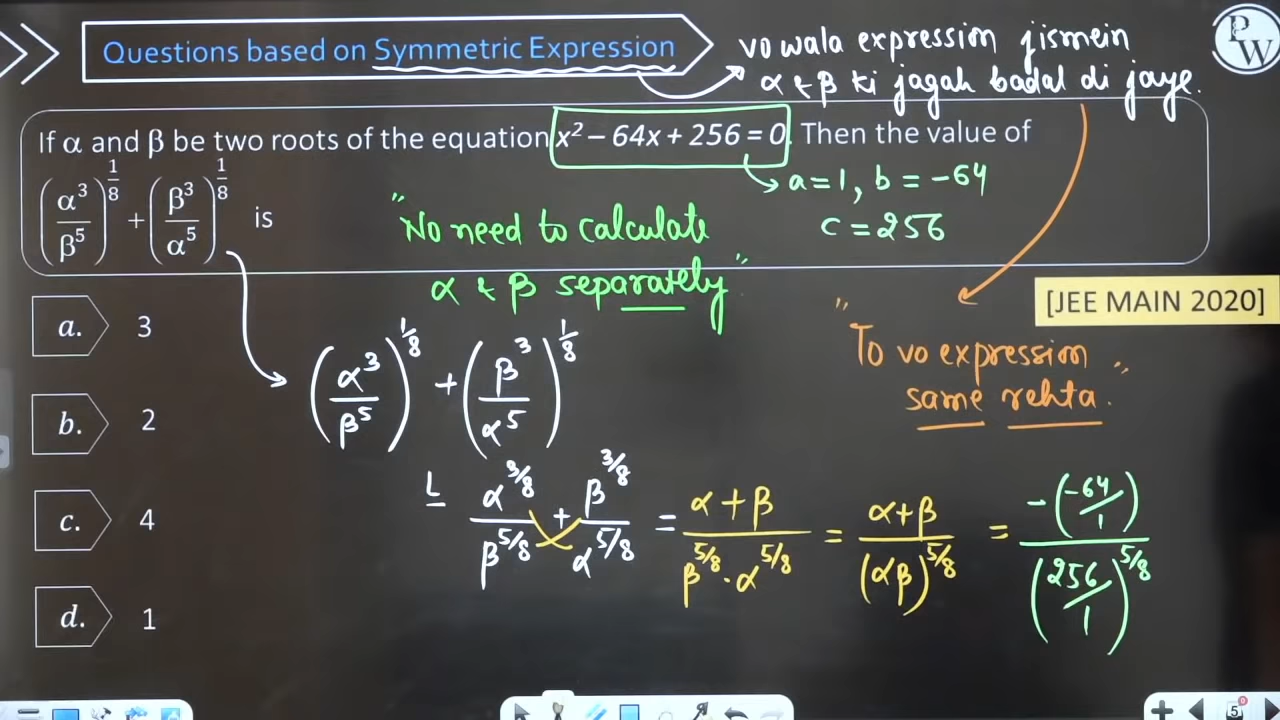 Questions based on Symmetric Expression
vo wala expression jismein
α & β ki jagah badal di jaye.
PW
If α and β be two roots of the equation x² – 64x + 256 = 0. Then the value of
(α³/β⁵)^(1/8) + (β³/α⁵)^(1/8) is
→ a = 1, b = -64
c = 256
"No need to calculate
α & β separately"
[JEE MAIN 2020]
"To vo expression
same rehta."
a. 3
b. 2
c. 4
d. 1
(α³/β⁵)^(1/8) + (β³/α⁵)^(1/8)
α^(3/8)/β^(5/8) + β^(3/8)/α^(5/8) = (α + β)/(β^(5/8) · α^(5/8)) = (α+β)/(αβ)^(5/8) = -(-64/1)/(256/1)^(5/8)
5